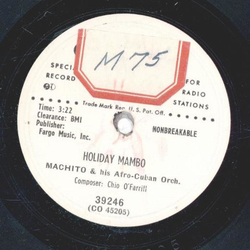 M 75
SPECI
FOR
RECORD
RADIO
STATIONS
Trade Mark Reg. U. S. Pat. Off.
Time: 3:22
Clearance: BMI
Publisher:
Fargo Music, Inc.
NONBREAKABLE
HOLIDAY MAMBO
MACHITO & his Afro-Cuban Orch.
Composer: Chio O'Farrill
39246
(CO 45205)